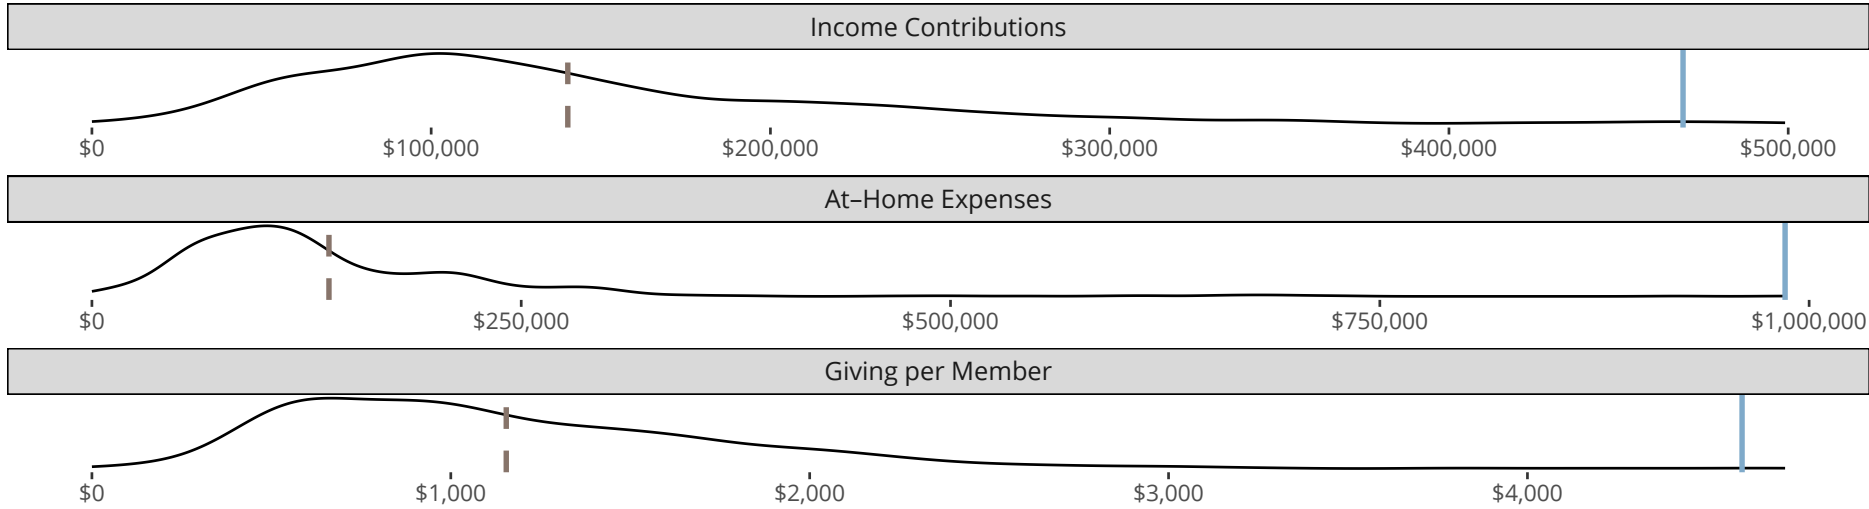 Income Contributions
$0 $100,000 $200,000 $300,000 $400,000 $500,000
At–Home Expenses
$0 $250,000 $500,000 $750,000 $1,000,000
Giving per Member
$0 $1,000 $2,000 $3,000 $4,000